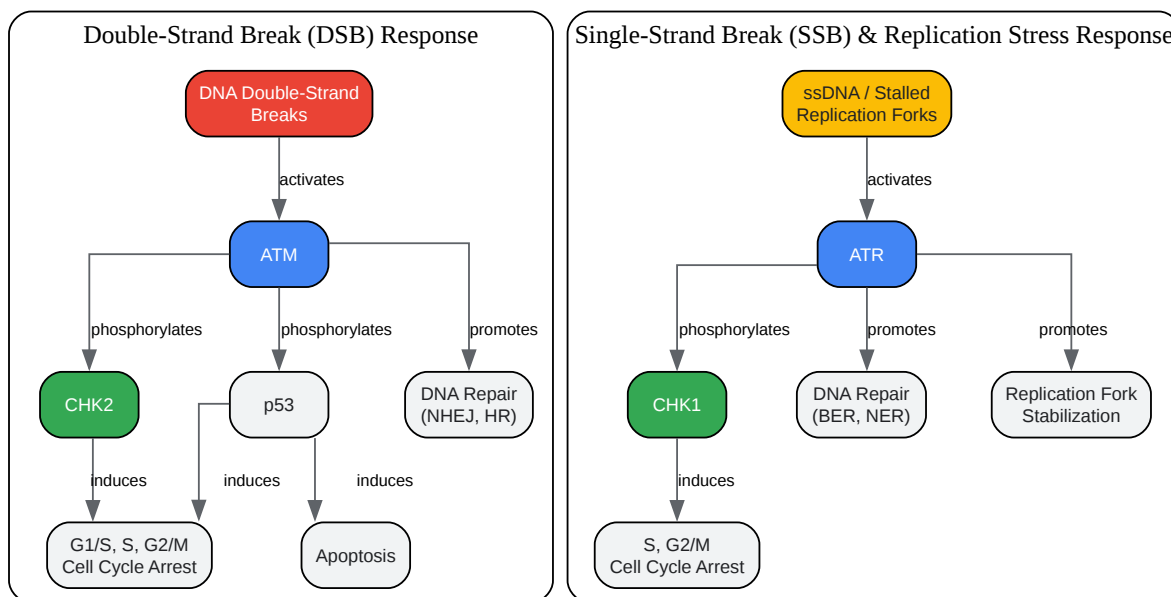 Double-Strand Break (DSB) Response
DNA Double-Strand
Breaks
activates
ATM
phosphorylates
phosphorylates
promotes
CHK2
p53
DNA Repair
(NHEJ, HR)
induces
induces
induces
G1/S, S, G2/M
Cell Cycle Arrest
Apoptosis
Single-Strand Break (SSB) & Replication Stress Response
ssDNA / Stalled
Replication Forks
activates
ATR
phosphorylates
promotes
promotes
CHK1
DNA Repair
(BER, NER)
Replication Fork
Stabilization
induces
S, G2/M
Cell Cycle Arrest